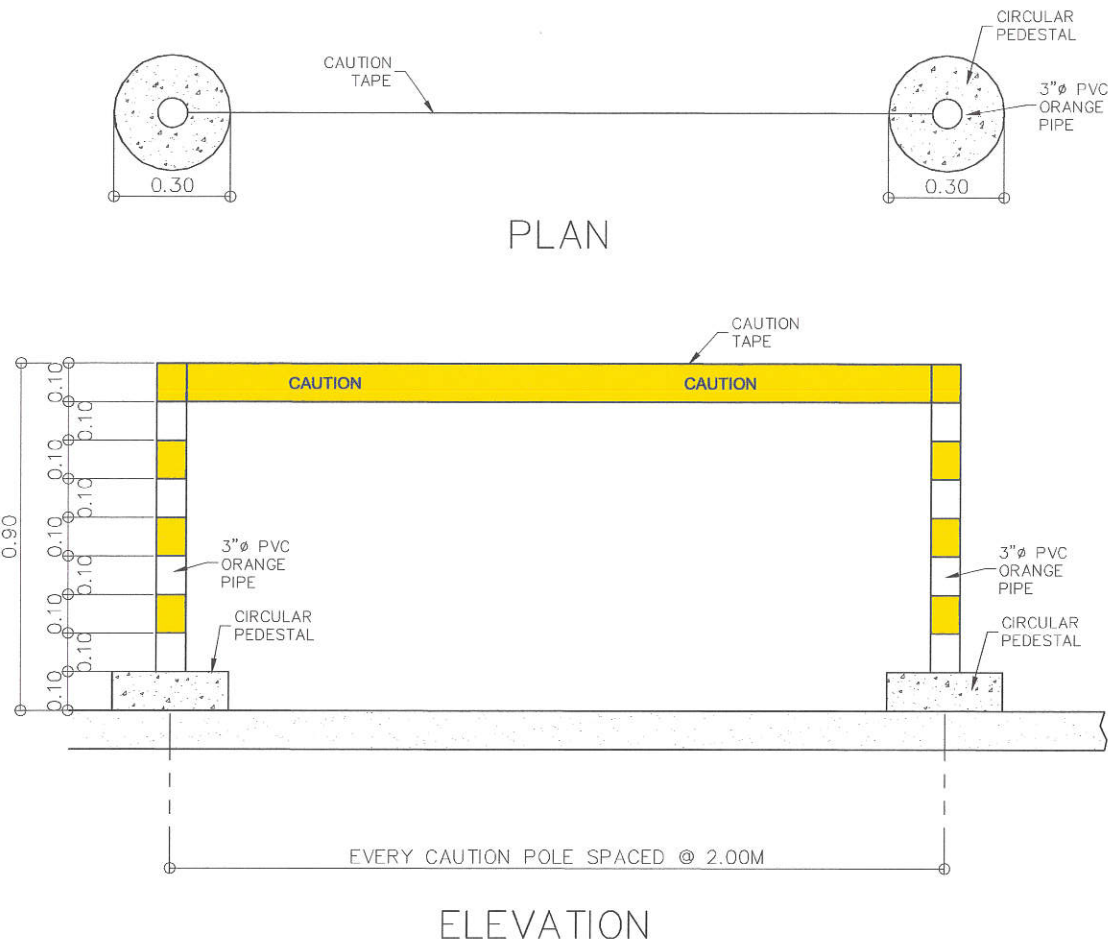 CIRCULAR
PEDESTAL
CAUTION
TAPE
3"ø PVC
ORANGE
PIPE
0.30
0.30
PLAN
CAUTION
TAPE
CAUTION
CAUTION
0.10
0.10
0.10
0.10
0.10
0.10
0.10
0.10
0.10
0.90
3"ø PVC
ORANGE
PIPE
3"ø PVC
ORANGE
PIPE
CIRCULAR
PEDESTAL
CIRCULAR
PEDESTAL
EVERY CAUTION POLE SPACED @ 2.00M
ELEVATION